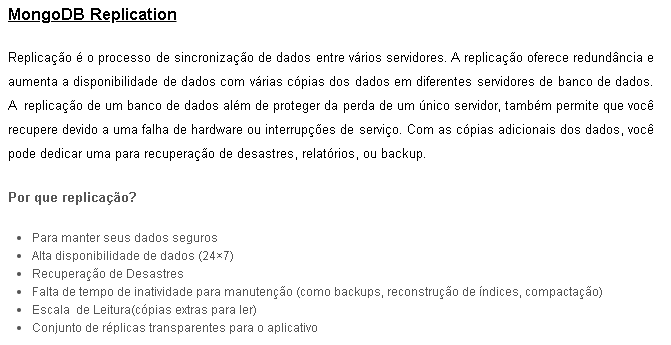 MongoDB Replication
Replicação é o processo de sincronização de dados entre vários servidores. A replicação oferece redundância e
aumenta a disponibilidade de dados com várias cópias dos dados em diferentes servidores de banco de dados.
A replicação de um banco de dados além de proteger da perda de um único servidor, também permite que você
recupere devido a uma falha de hardware ou interrupções de serviço. Com as cópias adicionais dos dados, você
pode dedicar uma para recuperação de desastres, relatórios, ou backup.
Por que replicação?
• Para manter seus dados seguros
• Alta disponibilidade de dados (24×7)
• Recuperação de Desastres
• Falta de tempo de inatividade para manutenção (como backups, reconstrução de índices, compactação)
• Escala de Leitura(cópias extras para ler)
• Conjunto de réplicas transparentes para o aplicativo